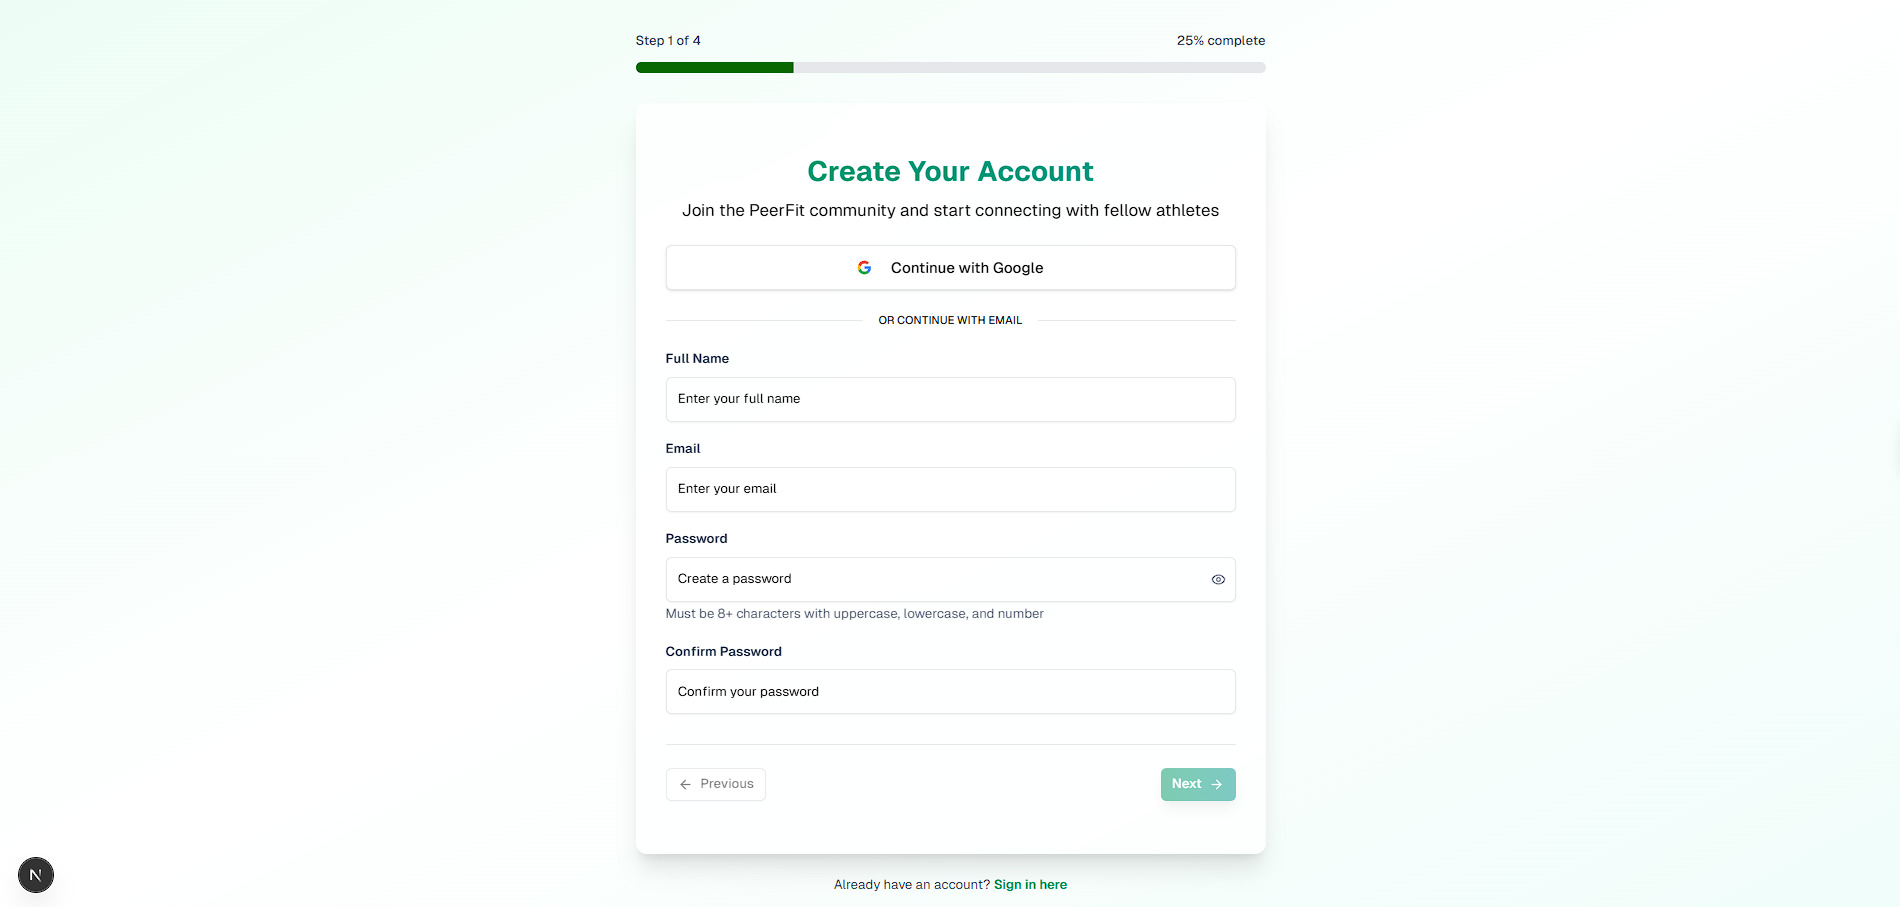 Step 1 of 4
25% complete
Create Your Account
Join the PeerFit community and start connecting with fellow athletes
Continue with Google
OR CONTINUE WITH EMAIL
Full Name
Enter your full name
Email
Enter your email
Password
Create a password
Must be 8+ characters with uppercase, lowercase, and number
Confirm Password
Confirm your password
Previous
Next
N
Already have an account? Sign in here